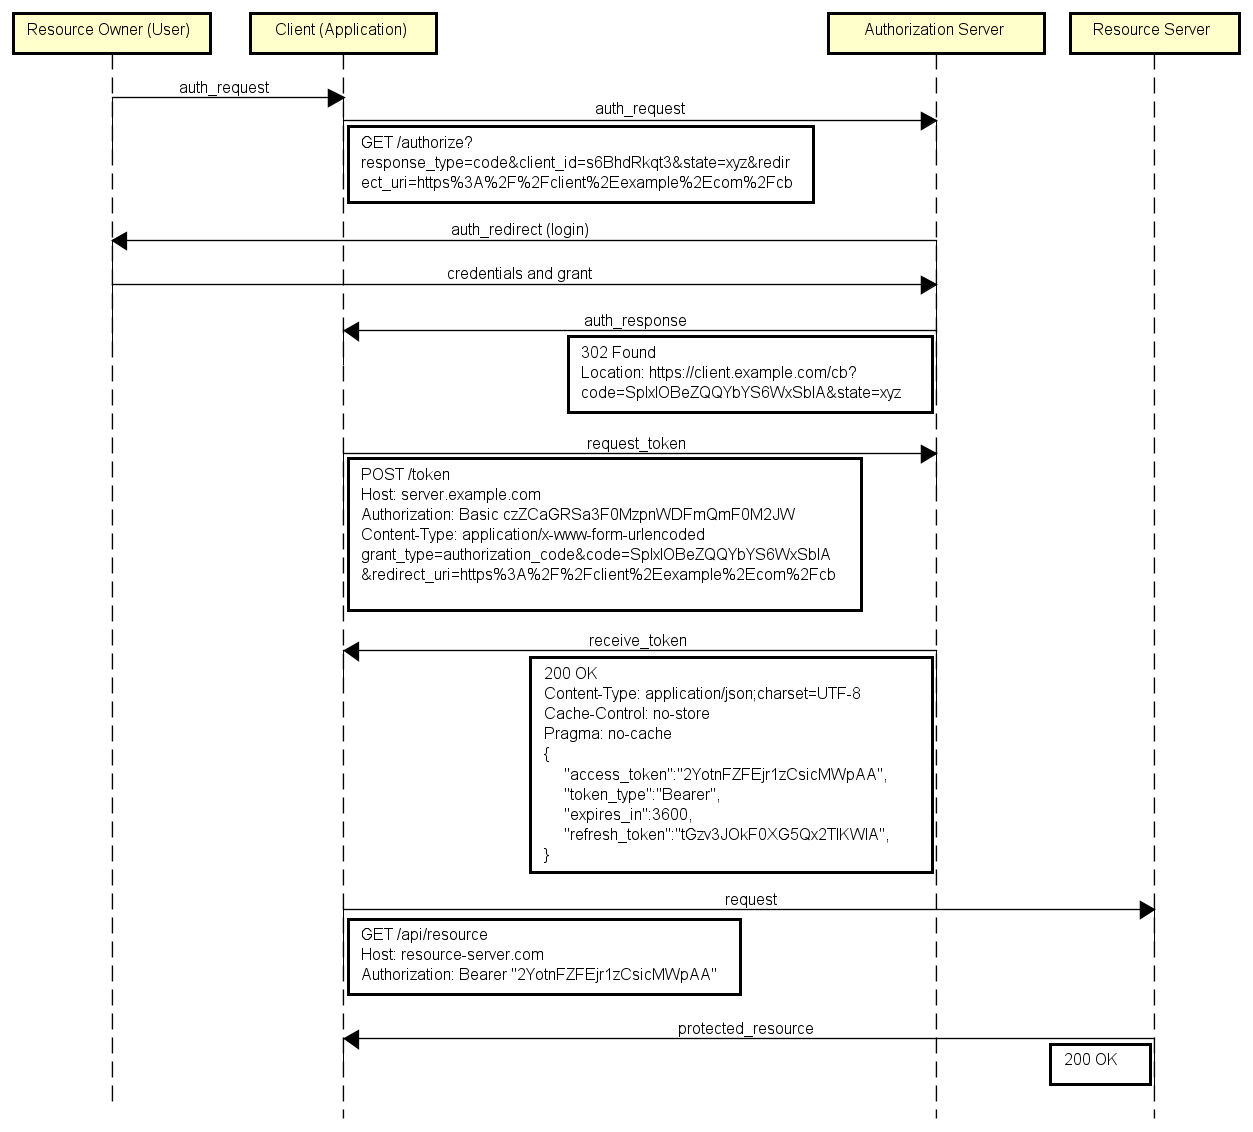 Resource Owner (User)
Client (Application)
Authorization Server
Resource Server
auth_request
auth_request
GET /authorize?
response_type=code&client_id=s6BhdRkqt3&state=xyz&redir
ect_uri=https%3A%2F%2Fclient%2Eexample%2Ecom%2Fcb
auth_redirect (login)
credentials and grant
auth_response
302 Found
Location: https://client.example.com/cb?
code=SplxlOBeZQQYbYS6WxSbIA&state=xyz
request_token
POST /token
Host: server.example.com
Authorization: Basic czZCaGRSa3F0MzpnWDFmQmF0M2JW
Content-Type: application/x-www-form-urlencoded
grant_type=authorization_code&code=SplxlOBeZQQYbYS6WxSbIA
&redirect_uri=https%3A%2F%2Fclient%2Eexample%2Ecom%2Fcb
receive_token
200 OK
Content-Type: application/json;charset=UTF-8
Cache-Control: no-store
Pragma: no-cache
{
"access_token":"2YotnFZFEjr1zCsicMWpAA",
"token_type":"Bearer",
"expires_in":3600,
"refresh_token":"tGzv3JOkF0XG5Qx2TlKWIA",
}
request
GET /api/resource
Host: resource-server.com
Authorization: Bearer "2YotnFZFEjr1zCsicMWpAA"
protected_resource
200 OK